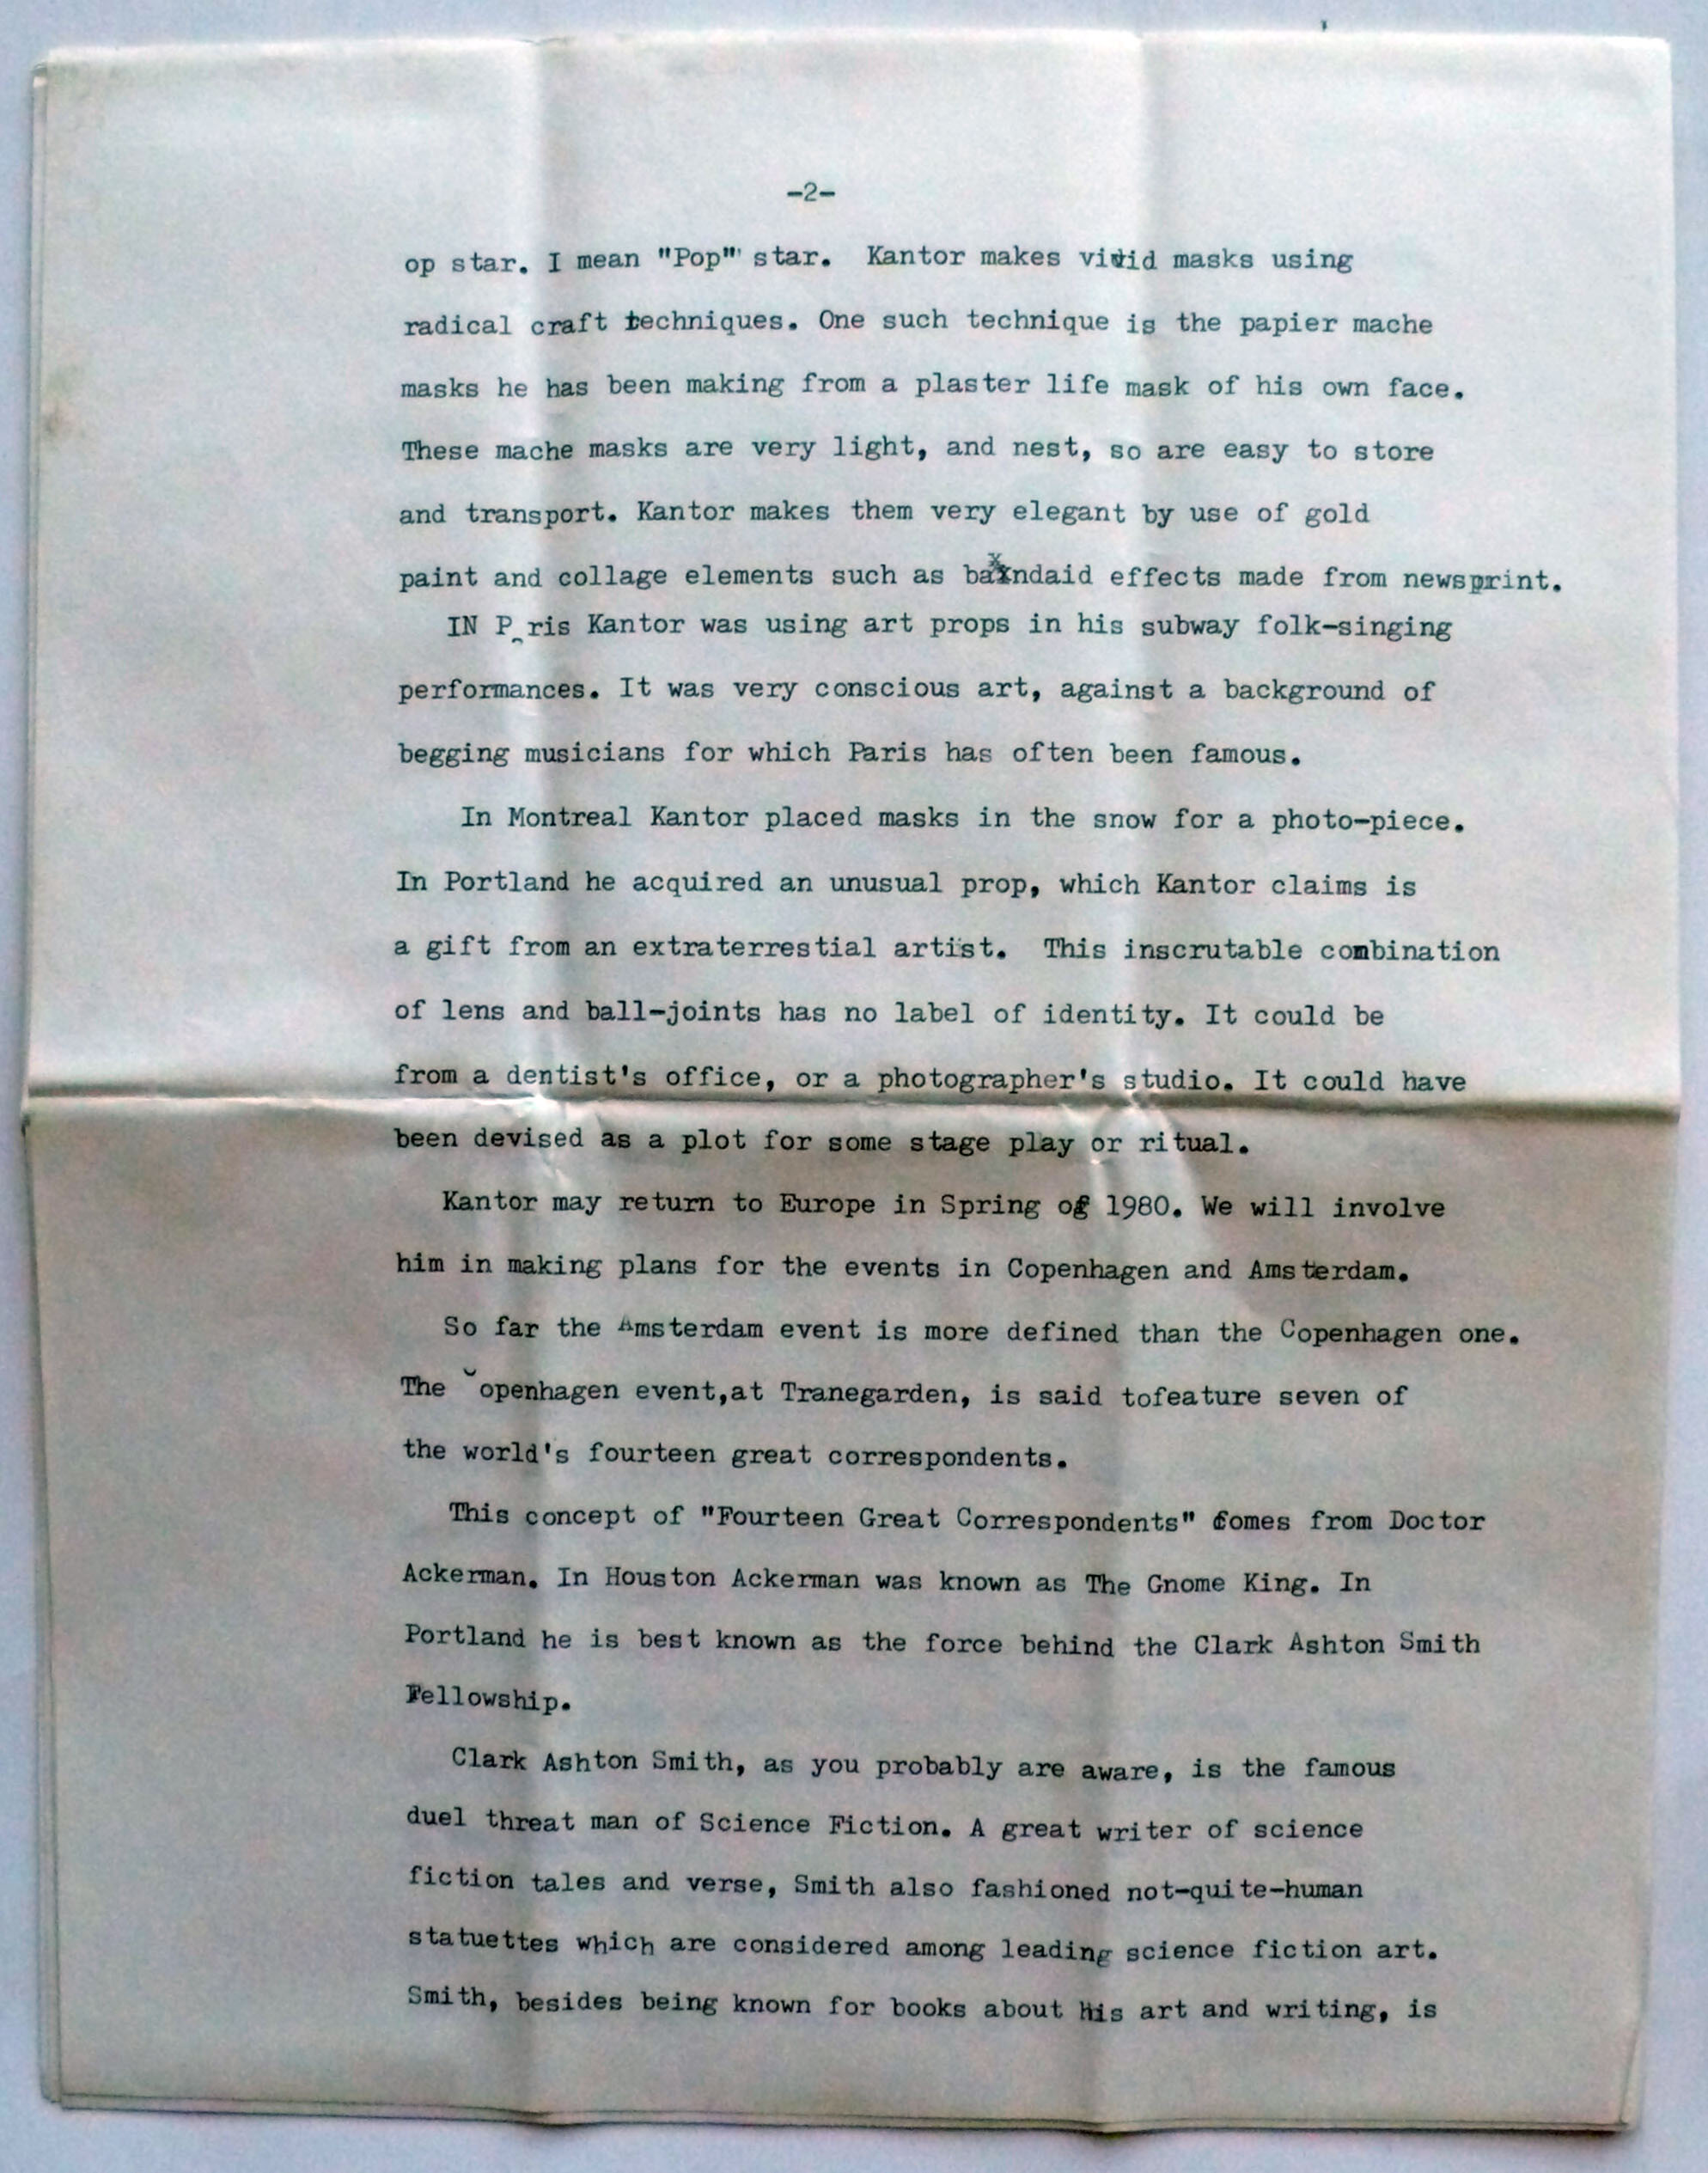 -2-
op star. I mean "Pop"' star. Kantor makes vivid masks using
radical craft techniques. One such technique is the papier mache
masks he has been making from a plaster life mask of his own face.
These mache masks are very light, and nest, so are easy to store
and transport. Kantor makes them very elegant by use of gold
paint and collage elements such as baxndaid effects made from newsprint.
IN Paris Kantor was using art props in his subway folk-singing
performances. It was very conscious art, against a background of
begging musicians for which Paris has often been famous.
In Montreal Kantor placed masks in the snow for a photo-piece.
In Portland he acquired an unusual prop, which Kantor claims is
a gift from an extraterrestial artist. This inscrutable combination
of lens and ball-joints has no label of identity. It could be
from a dentist's office, or a photographer's studio. It could have
been devised as a plot for some stage play or ritual.
Kantor may return to Europe in Spring of 1980. We will involve
him in making plans for the events in Copenhagen and Amsterdam.
So far the Amsterdam event is more defined than the Copenhagen one.
The Copenhagen event,at Tranegarden, is said tofeature seven of
the world's fourteen great correspondents.
This concept of "Fourteen Great Correspondents" comes from Doctor
Ackerman. In Houston Ackerman was known as The Gnome King. In
Portland he is best known as the force behind the Clark Ashton Smith
Fellowship.
Clark Ashton Smith, as you probably are aware, is the famous
duel threat man of Science Fiction. A great writer of science
fiction tales and verse, Smith also fashioned not-quite-human
statuettes which are considered among leading science fiction art.
Smith, besides being known for books about his art and writing, is